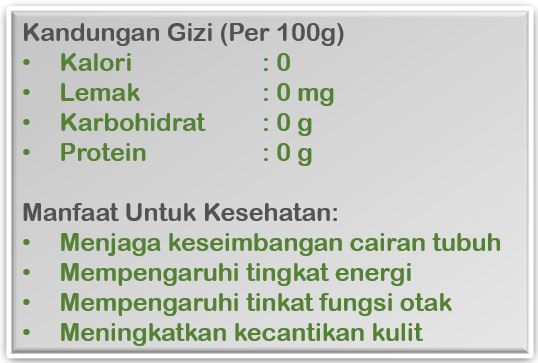 Kandungan Gizi (Per 100g)
• Kalori : 0
• Lemak : 0 mg
• Karbohidrat : 0 g
• Protein : 0 g
Manfaat Untuk Kesehatan:
• Menjaga keseimbangan cairan tubuh
• Mempengaruhi tingkat energi
• Mempengaruhi tinkat fungsi otak
• Meningkatkan kecantikan kulit